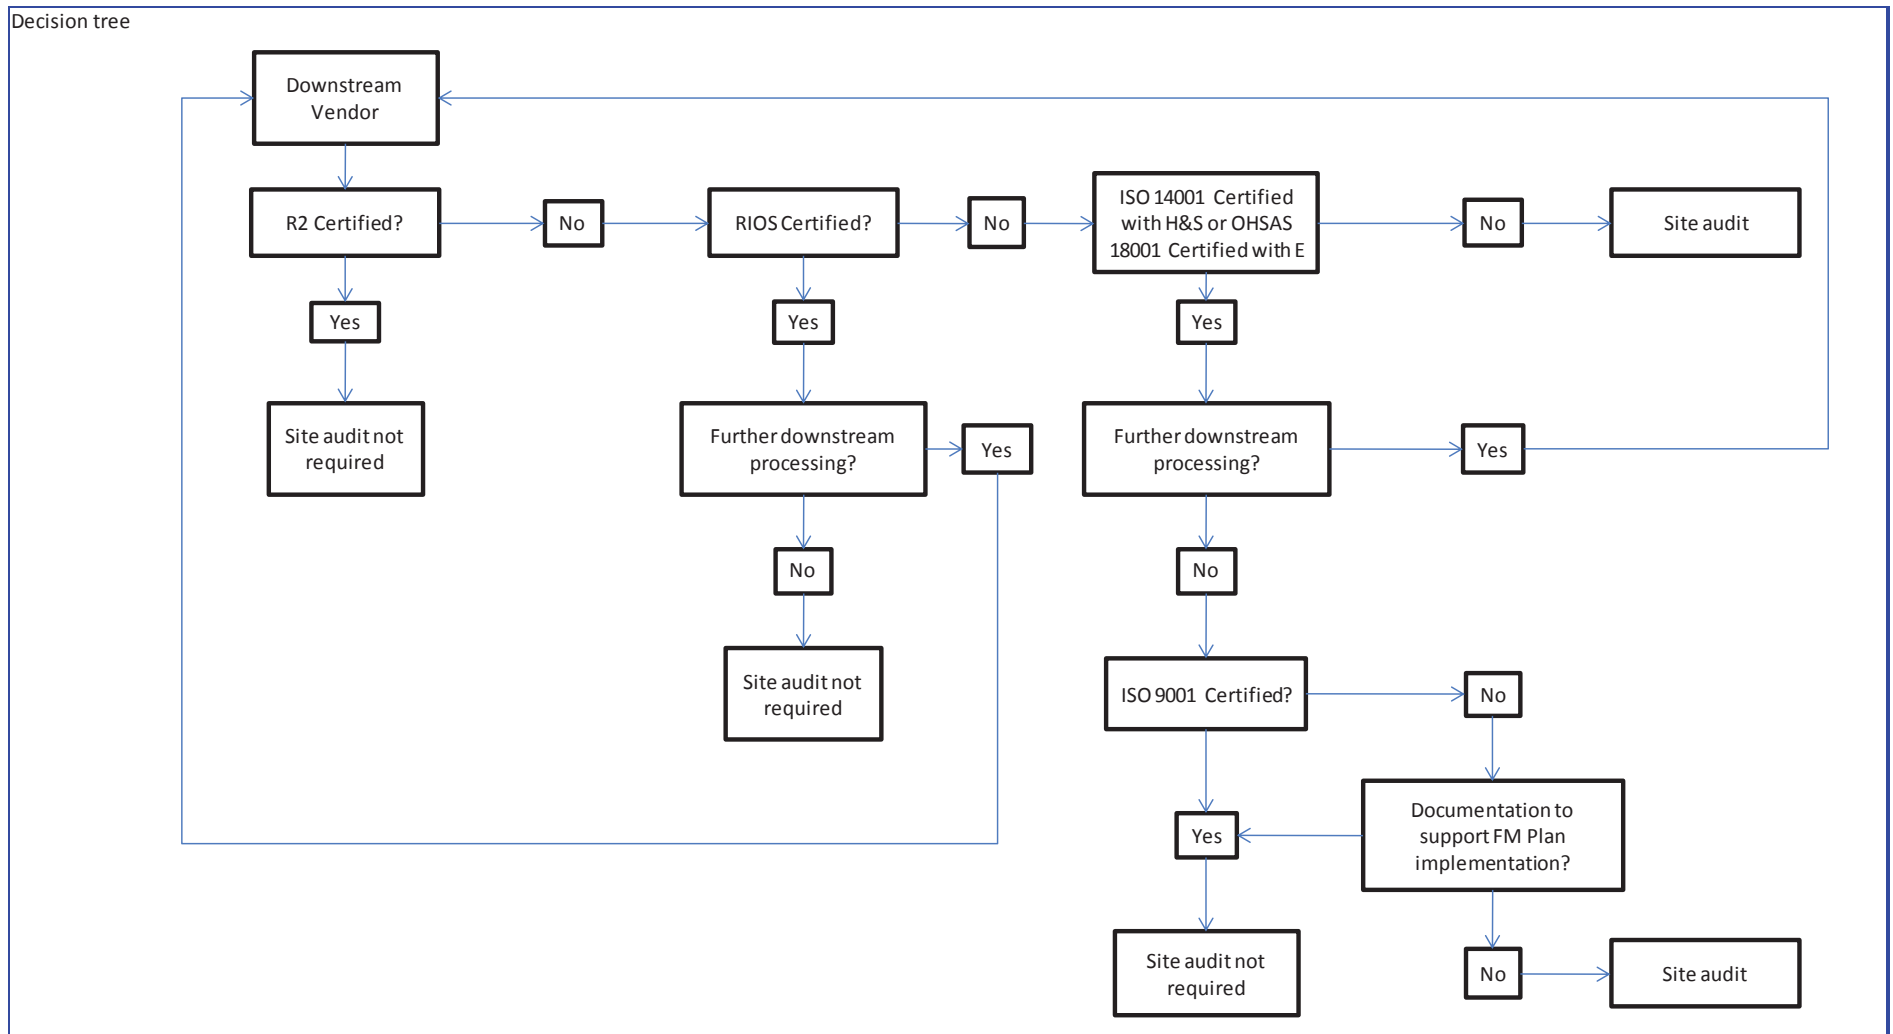 Decision tree
Downstream
Vendor
R2 Certified?
No
RIOS Certified?
No
ISO 14001 Certified
with H&S or OHSAS
18001 Certified with E
No
Site audit
Yes
Yes
Yes
Site audit not
required
Further downstream
processing?
Yes
Further downstream
processing?
Yes
No
No
Site audit not
required
ISO 9001 Certified?
No
Yes
Documentation to
support FM Plan
implementation?
Site audit not
required
No
Site audit